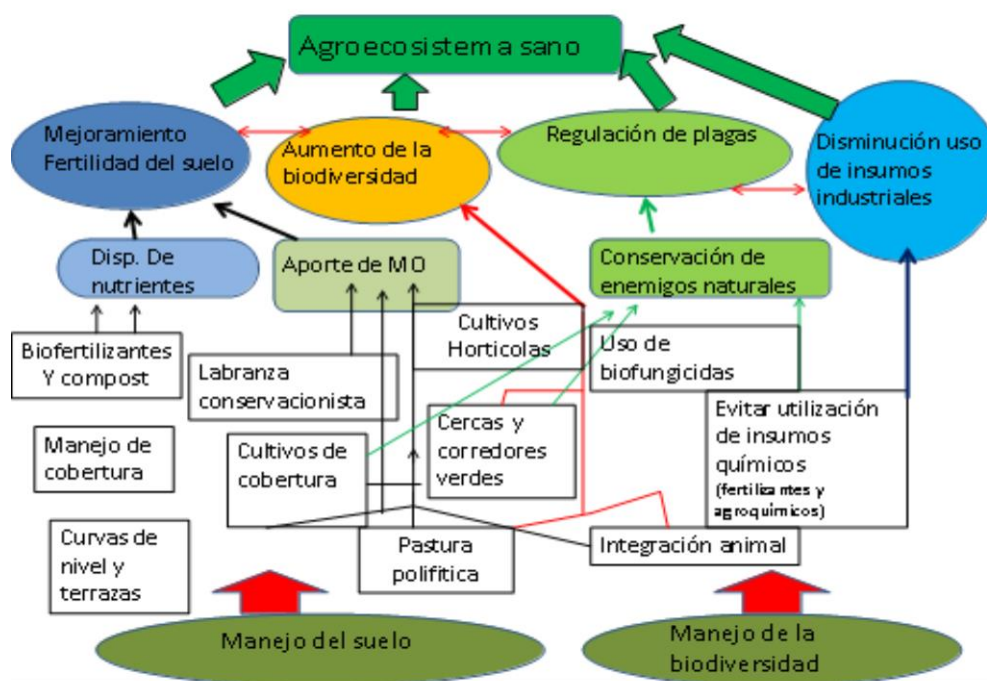 Agroecosistema sano
Mejoramiento
Fertilidad del suelo
Aumento de la
biodiversidad
Regulación de plagas
Disminución uso
de insumos
industriales
Disp. De
nutrientes
Aporte de MO
Conservación de
enemigos naturales
Biofertilizantes
Y compost
Labranza
conservacionista
Cultivos
Horticolas
Uso de
biofungicidas
Manejo de
cobertura
Cultivos de
cobertura
Cercas y
corredores
verdes
Evitar utilización
de insumos
químicos
(fertilizantes y
agroquímicos)
Curvas de
nivel y
terrazas
Pastura
polifitica
Integración animal
Manejo del suelo
Manejo de la
biodiversidad